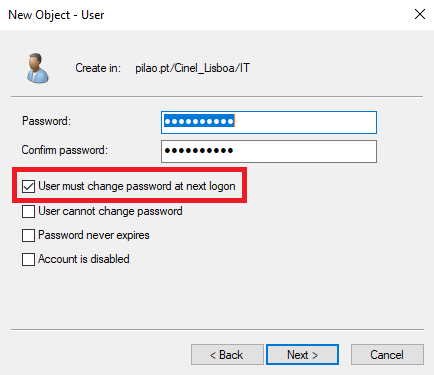 New Object - User
Create in: pilao.pt/Cinel_Lisboa/IT
Password: ●●●●●●●●●●
Confirm password: ●●●●●●●●●●
User must change password at next logon
User cannot change password
Password never expires
Account is disabled
< Back Next > Cancel